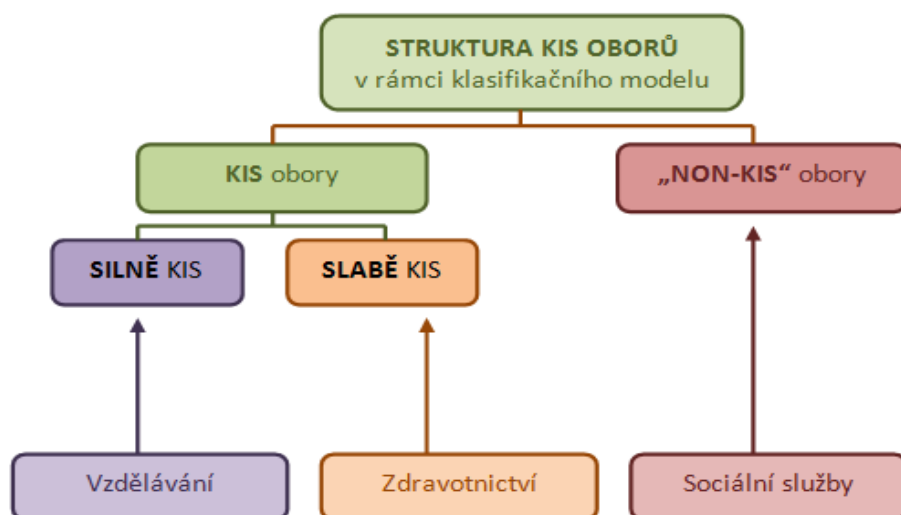 STRUKTURA KIS OBORŮ
v rámci klasifikačního modelu
KIS obory
„NON-KIS“ obory
SILNĚ KIS
SLABĚ KIS
Vzdělávání
Zdravotnictví
Sociální služby